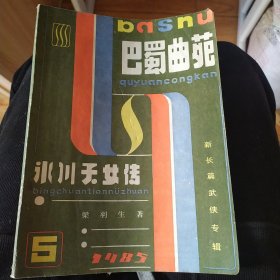 bashu
巴蜀曲苑
quyuancongkan
新长篇武侠专辑
冰川天女传
bingchuantiannüzhuan
梁羽生著
5
1985